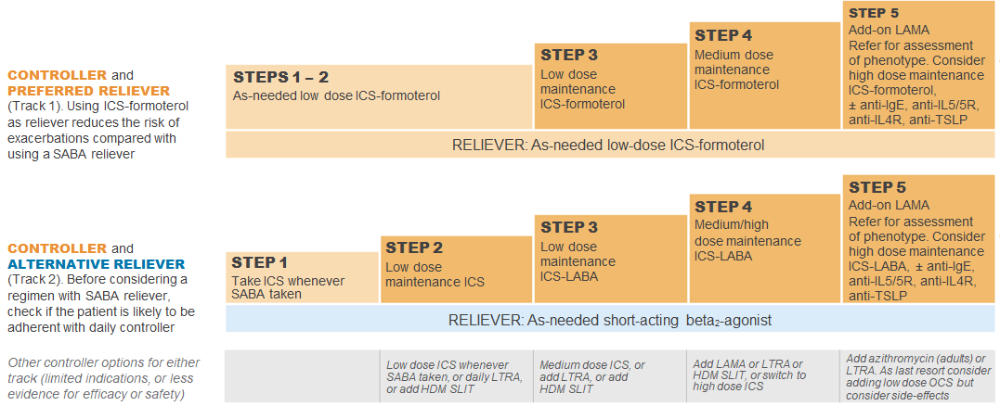 CONTROLLER and
PREFERRED RELIEVER
(Track 1). Using ICS-formoterol
as reliever reduces the risk of
exacerbations compared with
using a SABA reliever
STEPS 1 – 2
As-needed low dose ICS-formoterol
STEP 3
Low dose
maintenance
ICS-formoterol
STEP 4
Medium dose
maintenance
ICS-formoterol
STEP 5
Add-on LAMA
Refer for assessment
of phenotype. Consider
high dose maintenance
ICS-formoterol,
± anti-IgE, anti-IL5/5R,
anti-IL4R, anti-TSLP
RELIEVER: As-needed low-dose ICS-formoterol
CONTROLLER and
ALTERNATIVE RELIEVER
(Track 2). Before considering a
regimen with SABA reliever,
check if the patient is likely to be
adherent with daily controller
STEP 1
Take ICS whenever
SABA taken
STEP 2
Low dose
maintenance ICS
STEP 3
Low dose
maintenance
ICS-LABA
STEP 4
Medium/high
dose maintenance
ICS-LABA
STEP 5
Add-on LAMA
Refer for assessment
of phenotype. Consider
high dose maintenance
ICS-LABA, ± anti-IgE,
anti-IL5/5R, anti-IL4R,
anti-TSLP
RELIEVER: As-needed short-acting beta₂-agonist
Other controller options for either
track (limited indications, or less
evidence for efficacy or safety)
Low dose ICS whenever
SABA taken, or daily LTRA,
or add HDM SLIT
Medium dose ICS, or
add LTRA, or add
HDM SLIT
Add LAMA or LTRA or
HDM SLIT, or switch to
high dose ICS
Add azithromycin (adults) or
LTRA. As last resort consider
adding low dose OCS but
consider side-effects